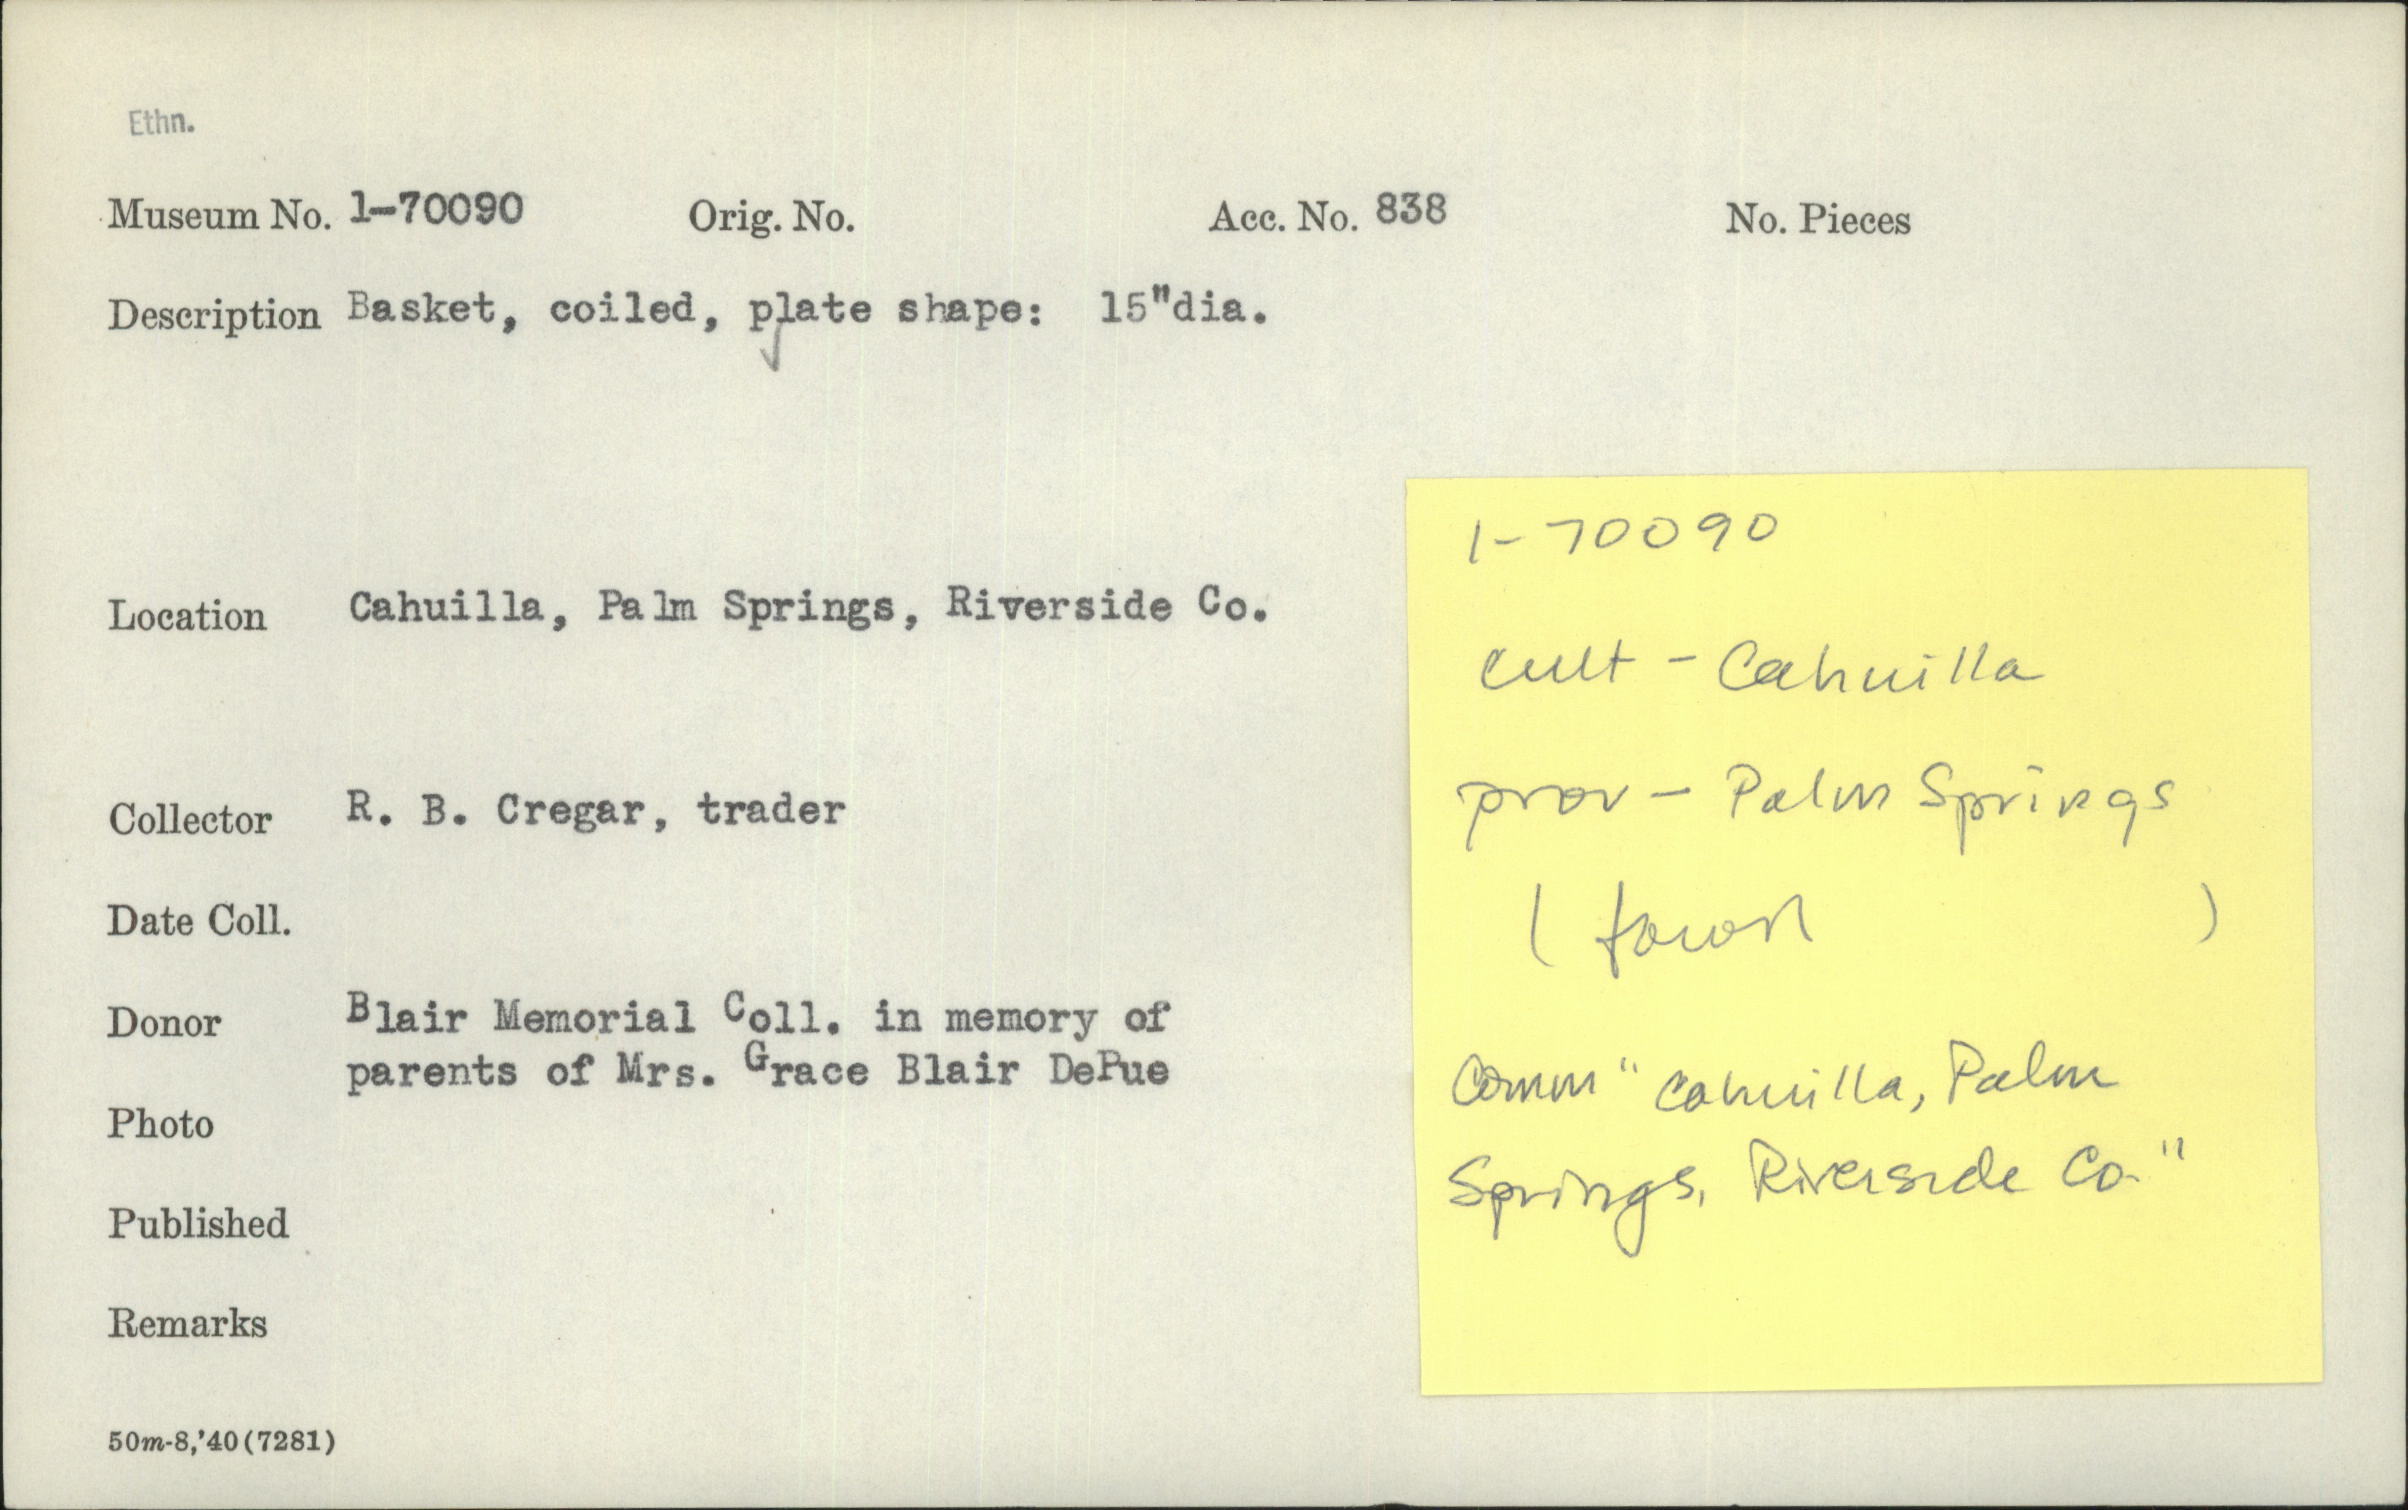 Ethn.
Museum No. 1-70090 Orig. No. Acc. No. 838 No. Pieces
Description Basket, coiled, plate shape: 15"dia.
Location Cahuilla, Palm Springs, Riverside Co.
Collector R. B. Cregar, trader
Date Coll.
Donor Blair Memorial Coll. in memory of
parents of Mrs. Grace Blair DePue
Photo
Published
Remarks
50m-8,'40(7281)
1-70090
cult - Cahuilla
prov - Palm Springs
( town )
Comm "Cahuilla, Palm
Springs, Riverside Co."